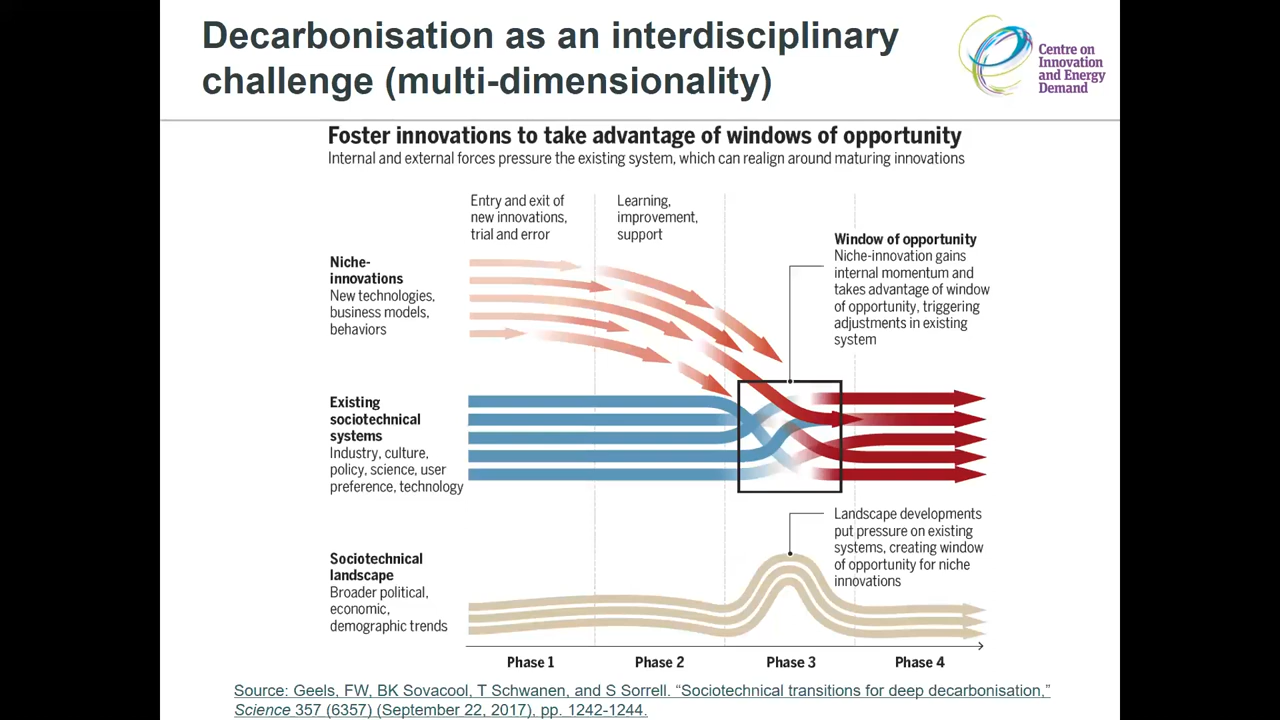 Decarbonisation as an interdisciplinary
challenge (multi-dimensionality)
Centre on
Innovation
and Energy
Demand
Foster innovations to take advantage of windows of opportunity
Internal and external forces pressure the existing system, which can realign around maturing innovations
Entry and exit of
new innovations,
trial and error
Learning,
improvement,
support
Niche-
innovations
New technologies,
business models,
behaviors
Window of opportunity
Niche-innovation gains
internal momentum and
takes advantage of window
of opportunity, triggering
adjustments in existing
system
Existing
sociotechnical
systems
Industry, culture,
policy, science, user
preference, technology
Landscape developments
put pressure on existing
systems, creating window
of opportunity for niche
innovations
Sociotechnical
landscape
Broader political,
economic,
demographic trends
Phase 1
Phase 2
Phase 3
Phase 4
Source: Geels, FW, BK Sovacool, T Schwanen, and S Sorrell. “Sociotechnical transitions for deep decarbonisation,”
Science 357 (6357) (September 22, 2017), pp. 1242-1244.